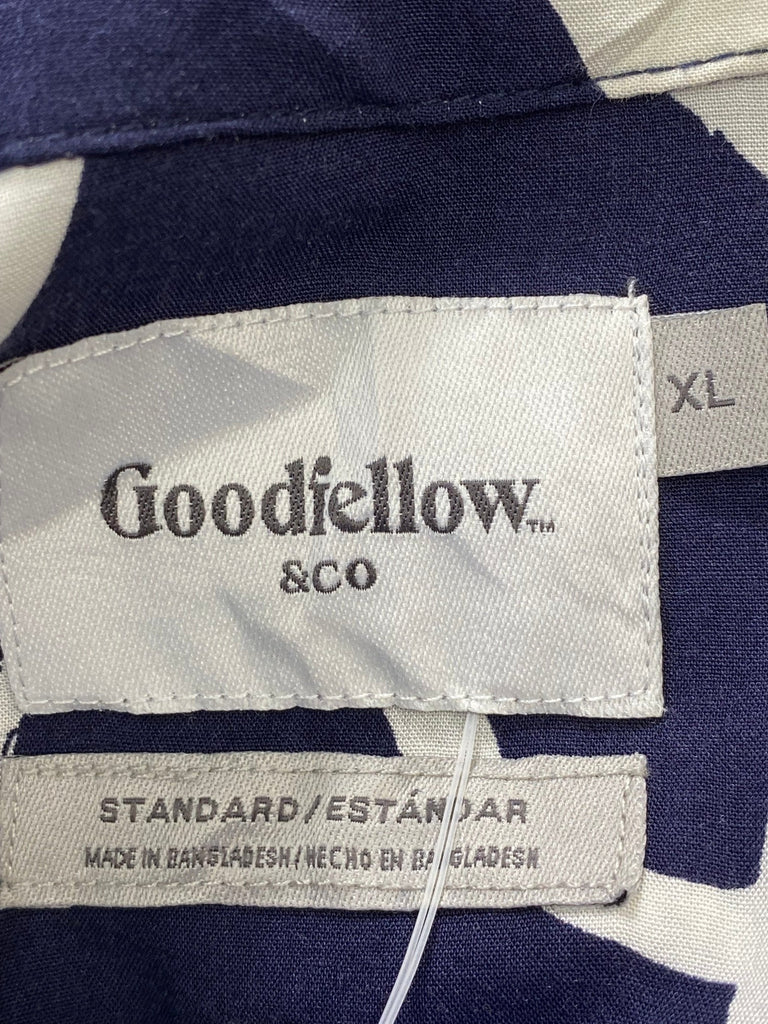 Goodfellow™
&CO
XL
STANDARD/ESTÁNDAR
MADE IN BANGLADESH/HECHO EN BANGLADESH